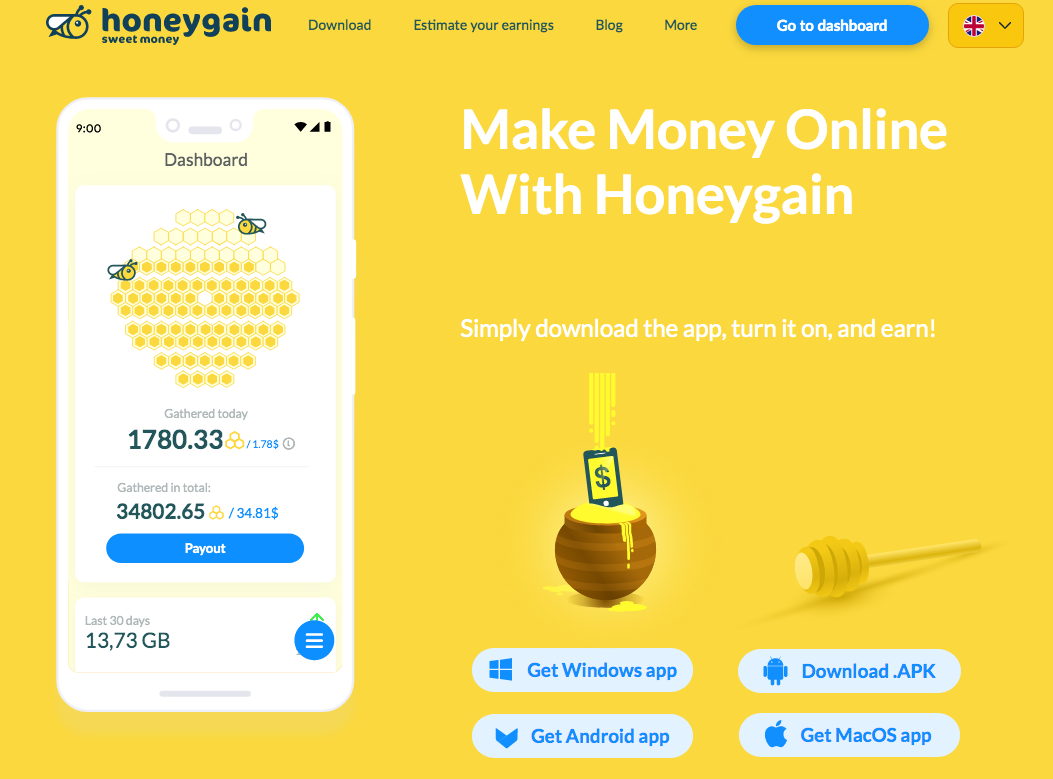 honeygain
sweet money
Download
Estimate your earnings
Blog
More
Go to dashboard
9:00
Dashboard
Gathered today
1780.33 / 1.78$
Gathered in total:
34802.65 / 34.81$
Payout
Last 30 days
13,73 GB
Make Money Online
With Honeygain
Simply download the app, turn it on, and earn!
$
Get Windows app
Download .APK
Get Android app
Get MacOS app